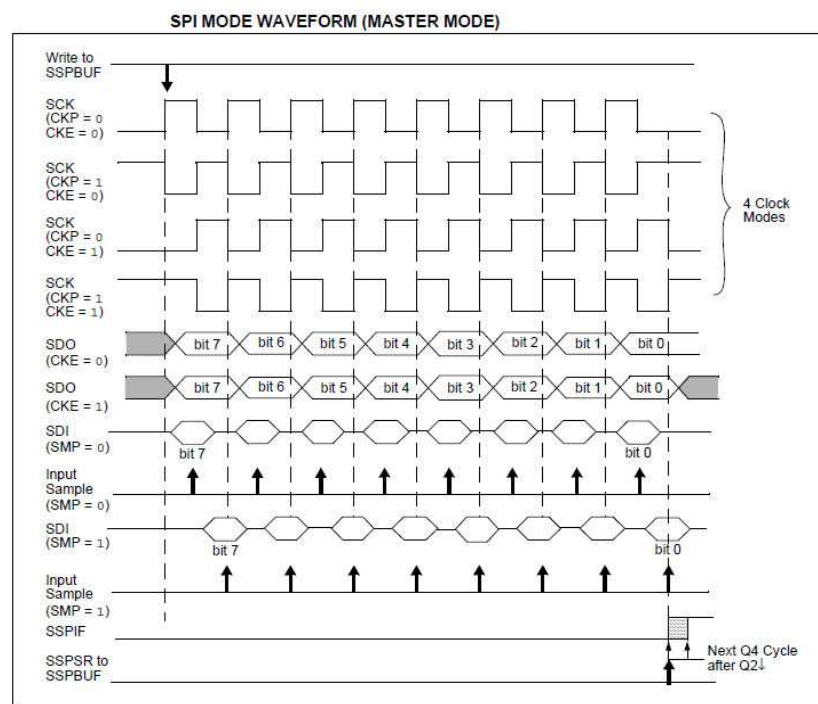 SPI MODE WAVEFORM (MASTER MODE)
Write to
SSPBUF
SCK
(CKP = 0
CKE = 0)
SCK
(CKP = 1
CKE = 0)
SCK
(CKP = 0
CKE = 1)
SCK
(CKP = 1
CKE = 1)
4 Clock
Modes
SDO
(CKE = 0)
bit 7 bit 6 bit 5 bit 4 bit 3 bit 2 bit 1 bit 0
SDO
(CKE = 1)
bit 7 bit 6 bit 5 bit 4 bit 3 bit 2 bit 1 bit 0
SDI
(SMP = 0)
bit 7 bit 0
Input
Sample
(SMP = 0)
SDI
(SMP = 1)
bit 7 bit 0
Input
Sample
(SMP = 1)
SSPIF
SSPSR to
SSPBUF
Next Q4 Cycle
after Q2↓